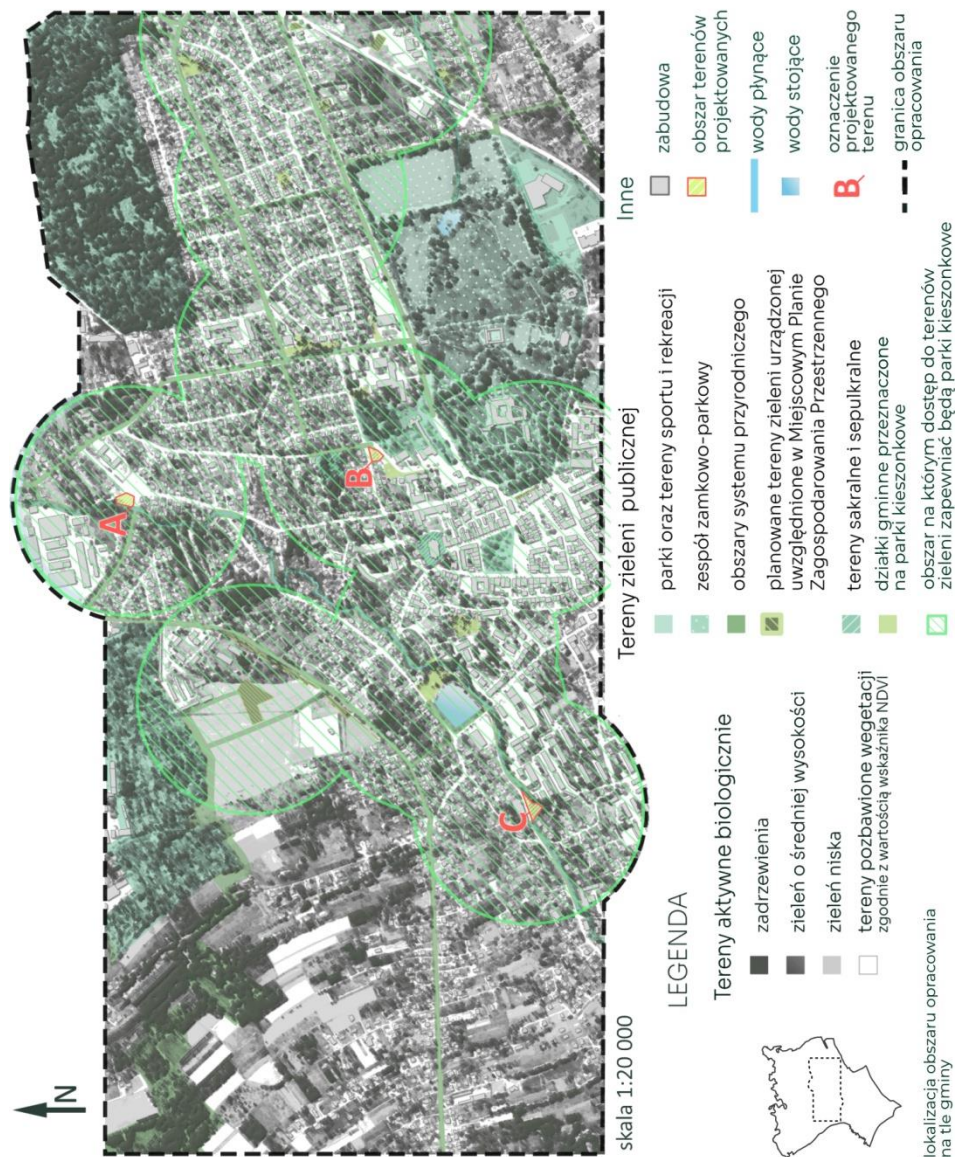 N
A
B
C
skala 1:20 000
LEGENDA
Tereny aktywne biologicznie
zadrzewienia
zieleń o średniej wysokości
zieleń niska
tereny pozbawione wegetacji
zgodnie z wartością wskaźnika NDVI
lokalizacja obszaru opracowania
na tle gminy
Tereny zieleni publicznej
parki oraz tereny sportu i rekreacji
zespół zamkowo-parkowy
obszary systemu przyrodniczego
planowane tereny zieleni urządzonej
uwzględnione w Miejscowym Planie
Zagospodarowania Przestrzennego
tereny sakralne i sepulkralne
działki gminne przeznaczone
na parki kieszonkowe
obszar na którym dostęp do terenów
zieleni zapewniać będą parki kieszonkowe
Inne
zabudowa
obszar terenów
projektowanych
wody płynące
wody stojące
B
oznaczenie
projektowanego
terenu
granica obszaru
opracowania